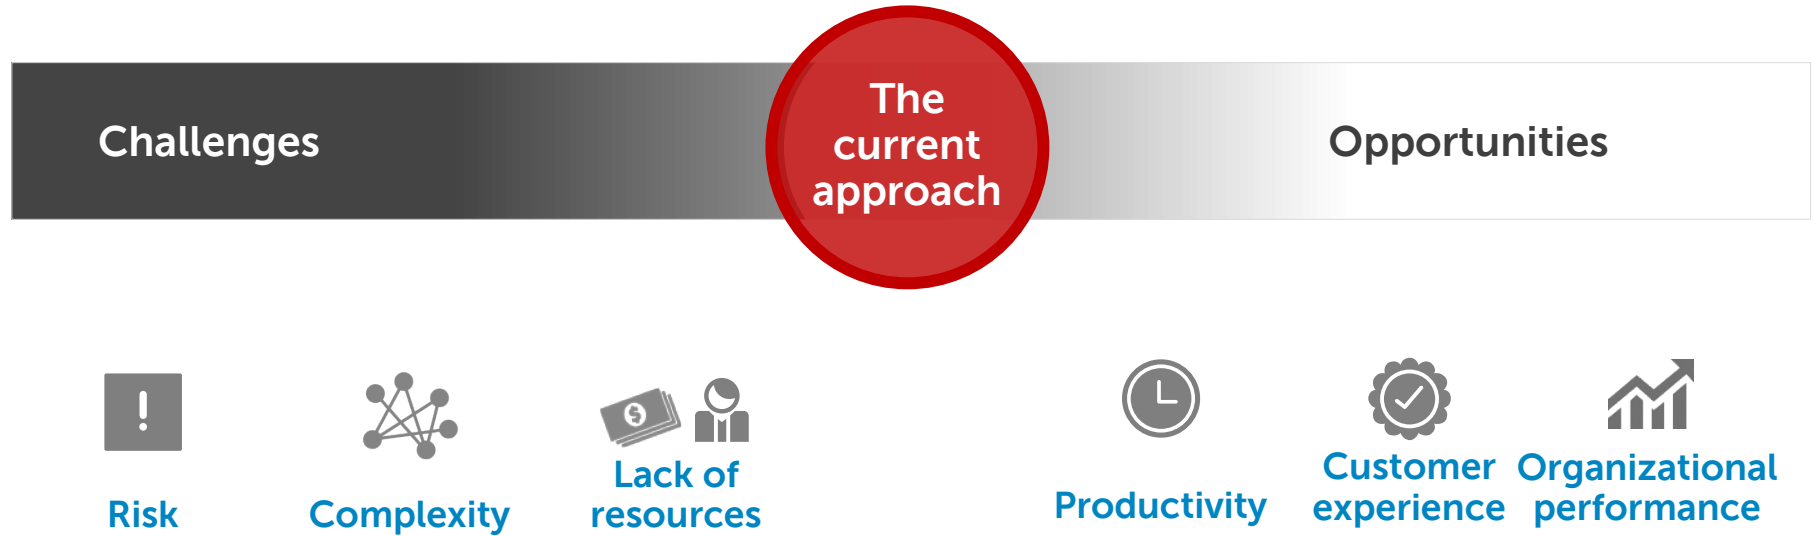 Challenges
The
current
approach
Opportunities
!
$
Risk
Complexity
Lack of
resources
Productivity
Customer
experience
Organizational
performance